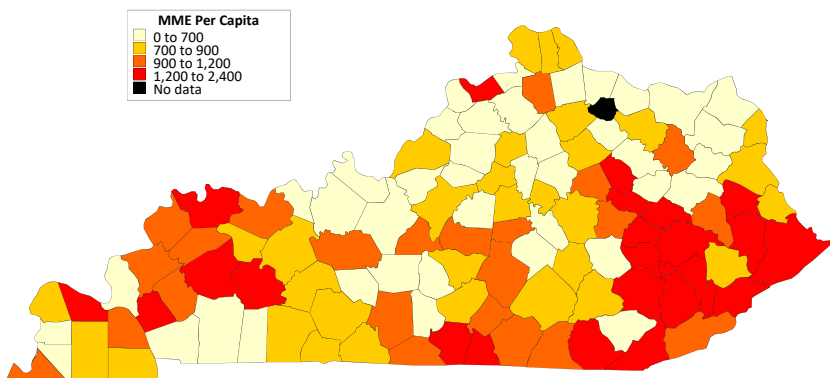 MME Per Capita
0 to 700
700 to 900
900 to 1,200
1,200 to 2,400
No data